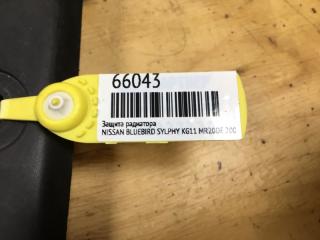 66043
Защита радиатора
NISSAN BLUEBIRD SYLPHY KG11 MR20DE 200